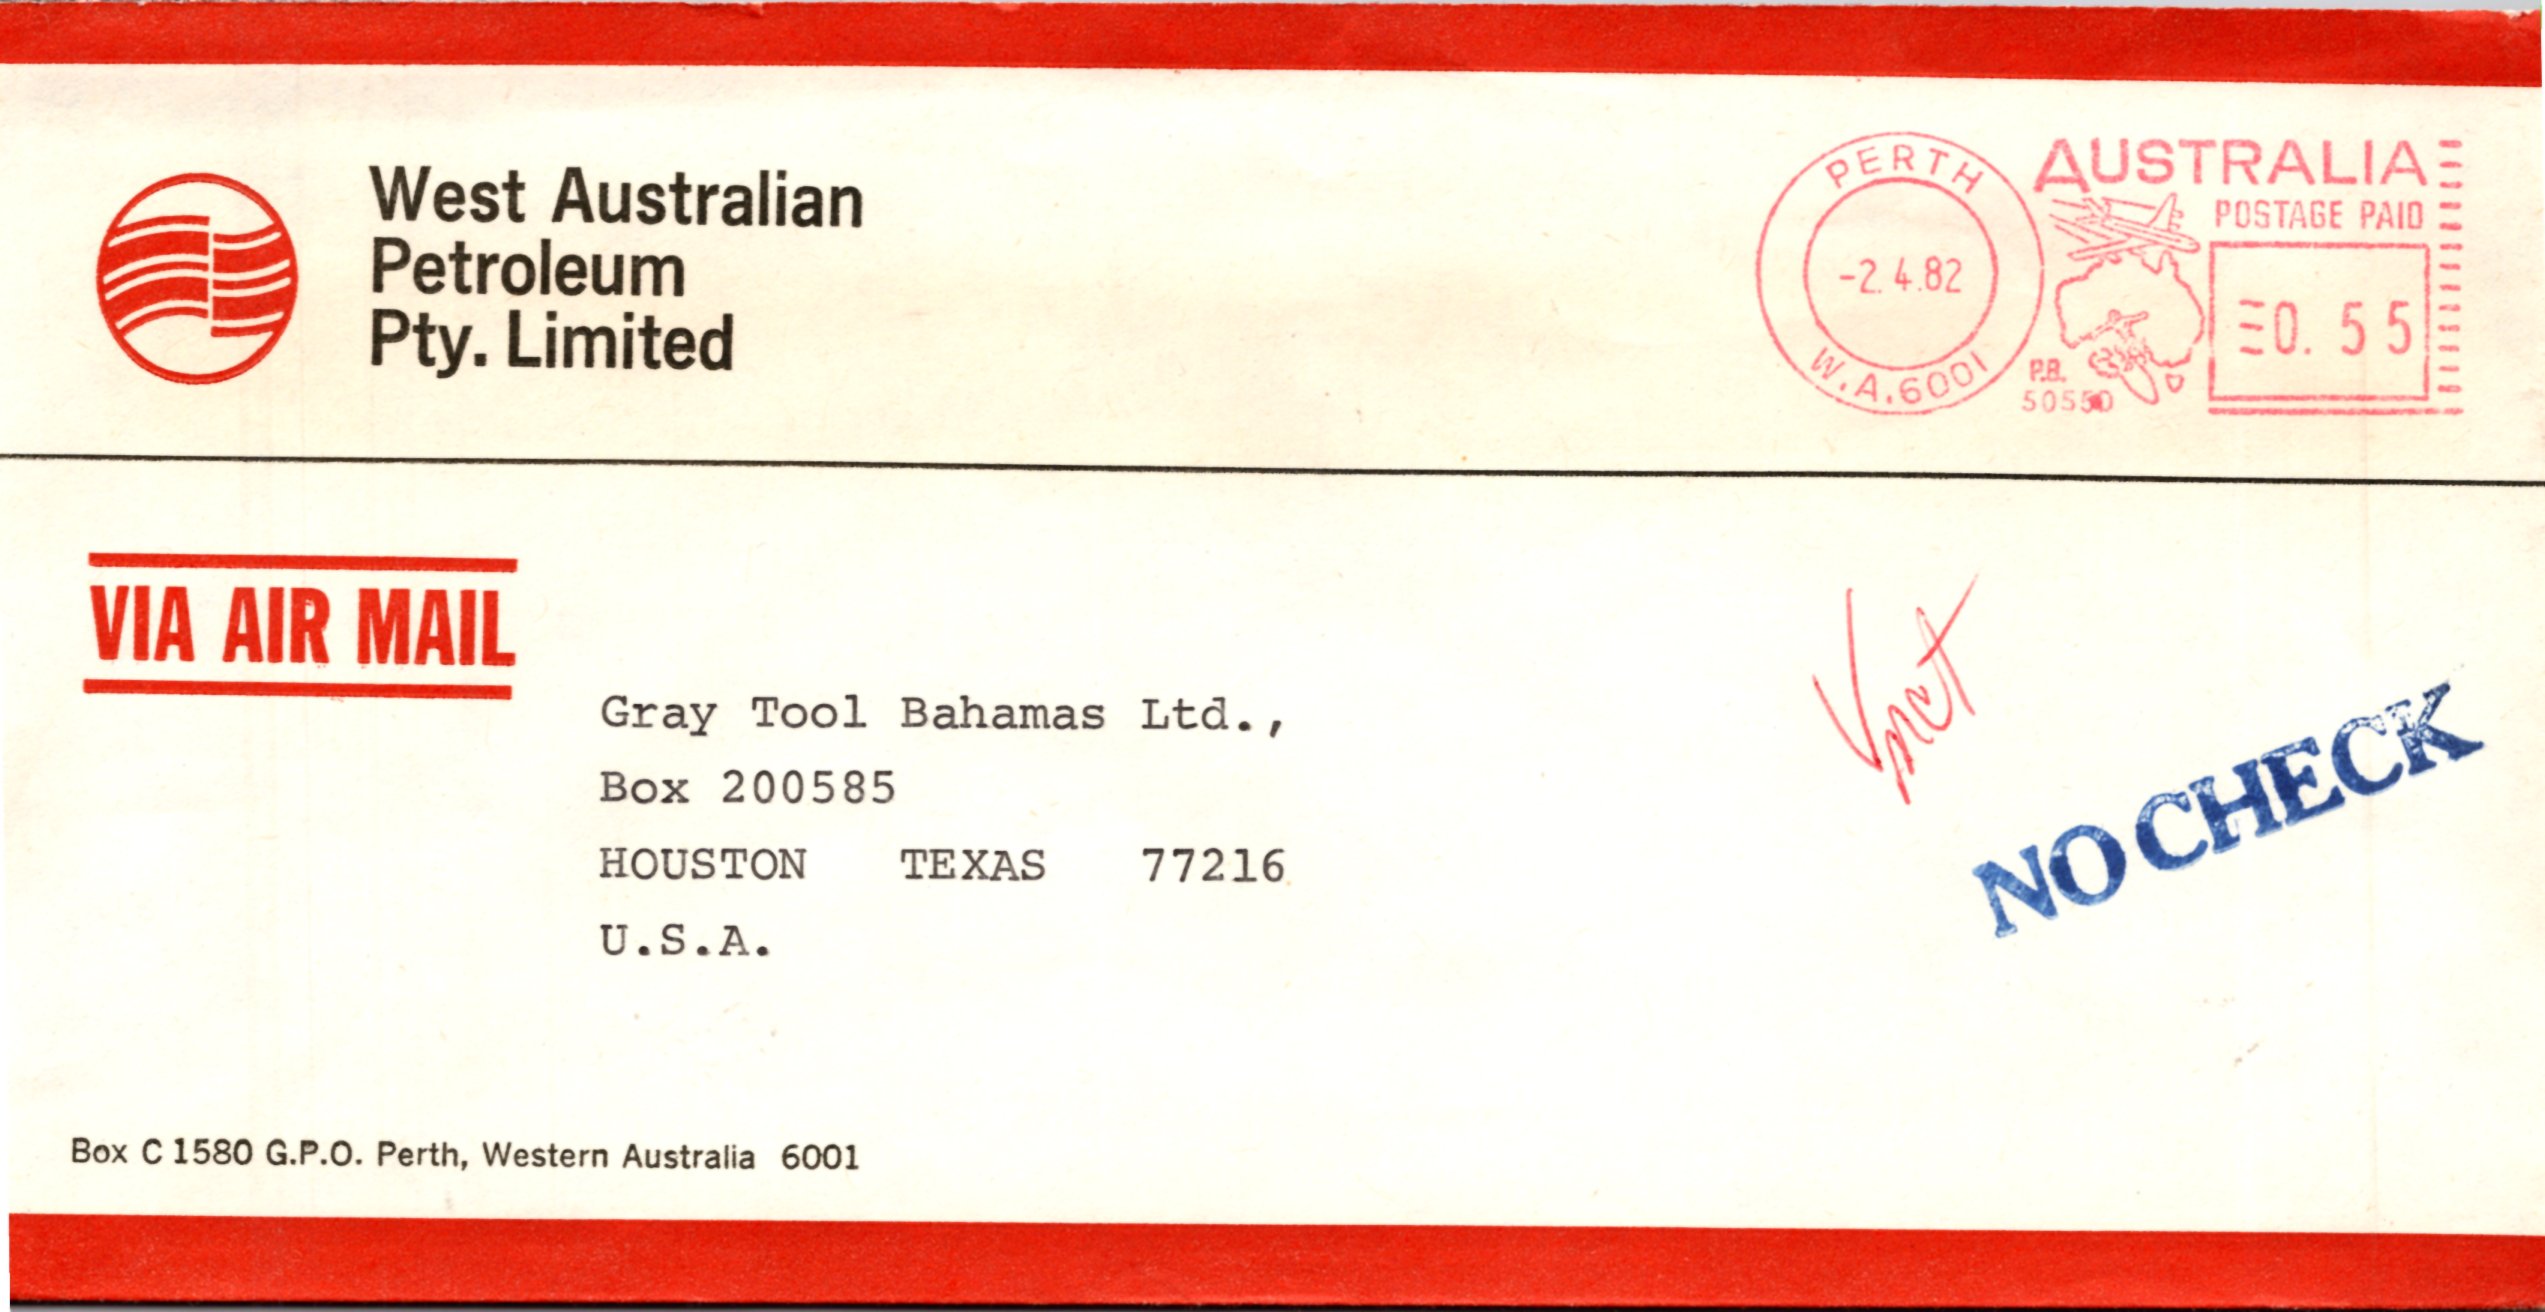 West Australian
Petroleum
Pty. Limited
PERTH
-2.4.82
W.A.6001
AUSTRALIA
POSTAGE PAID
0.55
P.B.
50550
VIA AIR MAIL
Gray Tool Bahamas Ltd.,
Box 200585
HOUSTON TEXAS 77216
U.S.A.
NO CHECK
Box C 1580 G.P.O. Perth, Western Australia 6001